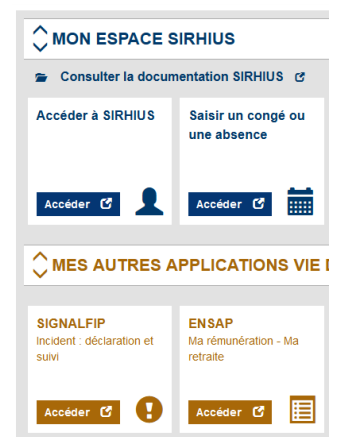 MON ESPACE SIRHIUS
Consulter la documentation SIRHIUS
Accéder à SIRHIUS
Accéder
Saisir un congé ou
une absence
Accéder
MES AUTRES APPLICATIONS VIE
SIGNALFIP
Incident : déclaration et
suivi
Accéder
ENSAP
Ma rémunération - Ma
retraite
Accéder